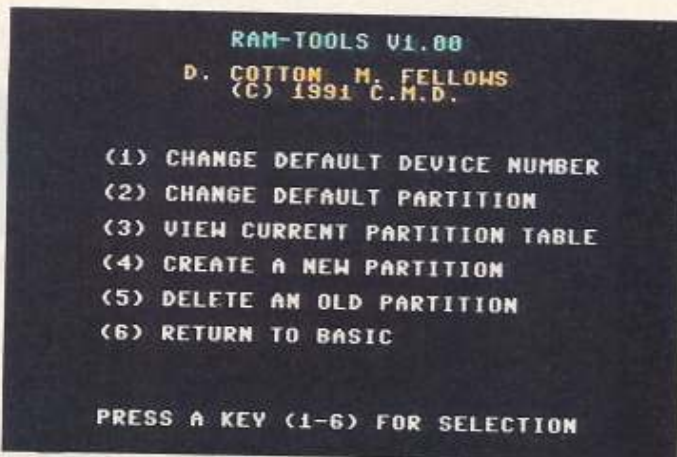 RAM-TOOLS V1.00
D. COTTON M. FELLOWS
(C) 1991 C.M.D.
(1) CHANGE DEFAULT DEVICE NUMBER
(2) CHANGE DEFAULT PARTITION
(3) VIEW CURRENT PARTITION TABLE
(4) CREATE A NEW PARTITION
(5) DELETE AN OLD PARTITION
(6) RETURN TO BASIC
PRESS A KEY (1-6) FOR SELECTION